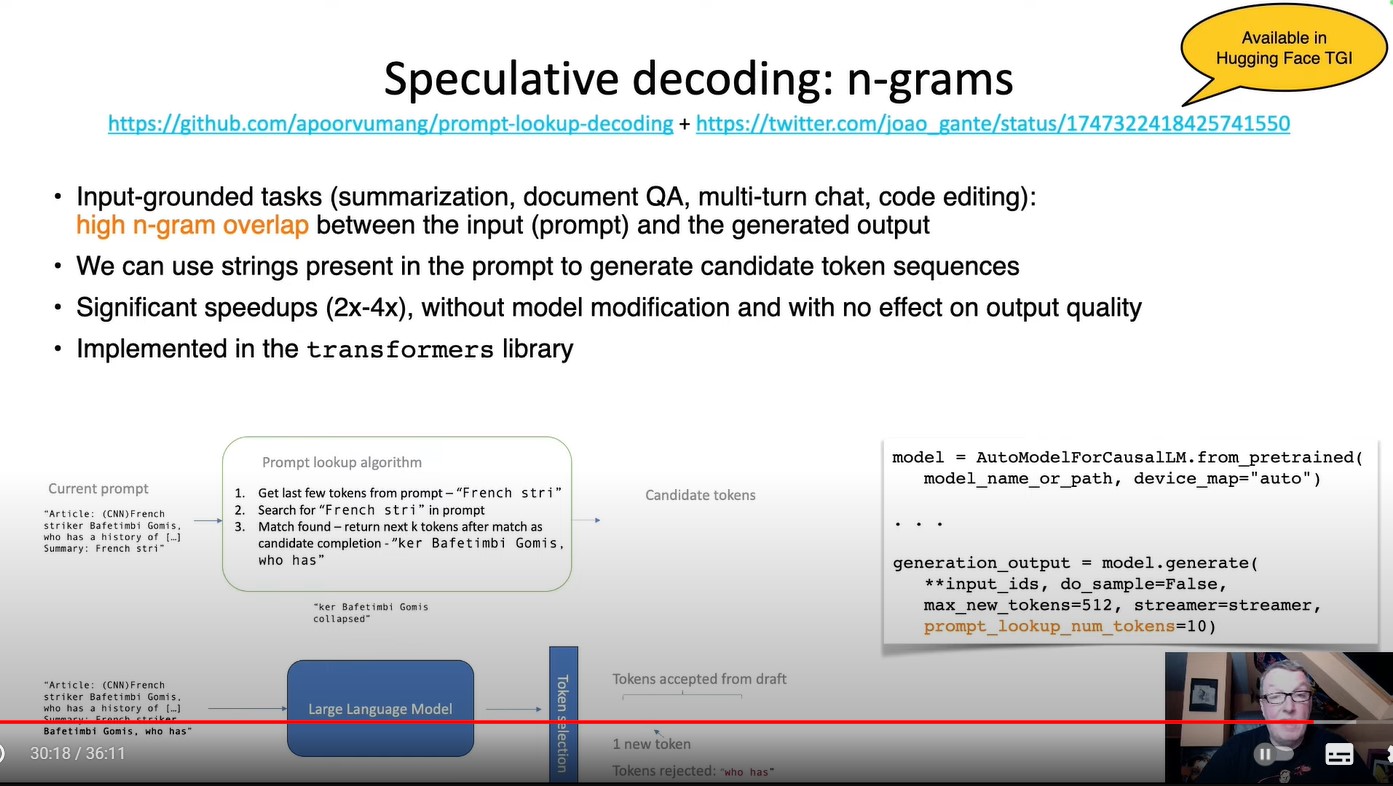 Available in
Hugging Face TGI
Speculative decoding: n-grams
https://github.com/apoorvumang/prompt-lookup-decoding + https://twitter.com/joao_gante/status/1747322418425741550
• Input-grounded tasks (summarization, document QA, multi-turn chat, code editing):
high n-gram overlap between the input (prompt) and the generated output
• We can use strings present in the prompt to generate candidate token sequences
• Significant speedups (2x-4x), without model modification and with no effect on output quality
• Implemented in the transformers library
Current prompt
"Article: (CNN)French
striker Bafetimbi Gomis,
who has a history of […]
Summary: French stri"
Prompt lookup algorithm
1. Get last few tokens from prompt – "French stri"
2. Search for "French stri" in prompt
3. Match found – return next k tokens after match as
candidate completion - "ker Bafetimbi Gomis,
who has"
Candidate tokens
"ker Bafetimbi Gomis
collapsed"
model = AutoModelForCausalLM.from_pretrained(
model_name_or_path, device_map="auto")
. . .
generation_output = model.generate(
**input_ids, do_sample=False,
max_new_tokens=512, streamer=streamer,
prompt_lookup_num_tokens=10)
"Article: (CNN)French
striker Bafetimbi Gomis,
who has a history of […]
Summary: French striker
Bafetimbi Gomis, who has"
Large Language Model
Token selection
Tokens accepted from draft
1 new token
Tokens rejected: "who has"
30:18 / 36:11